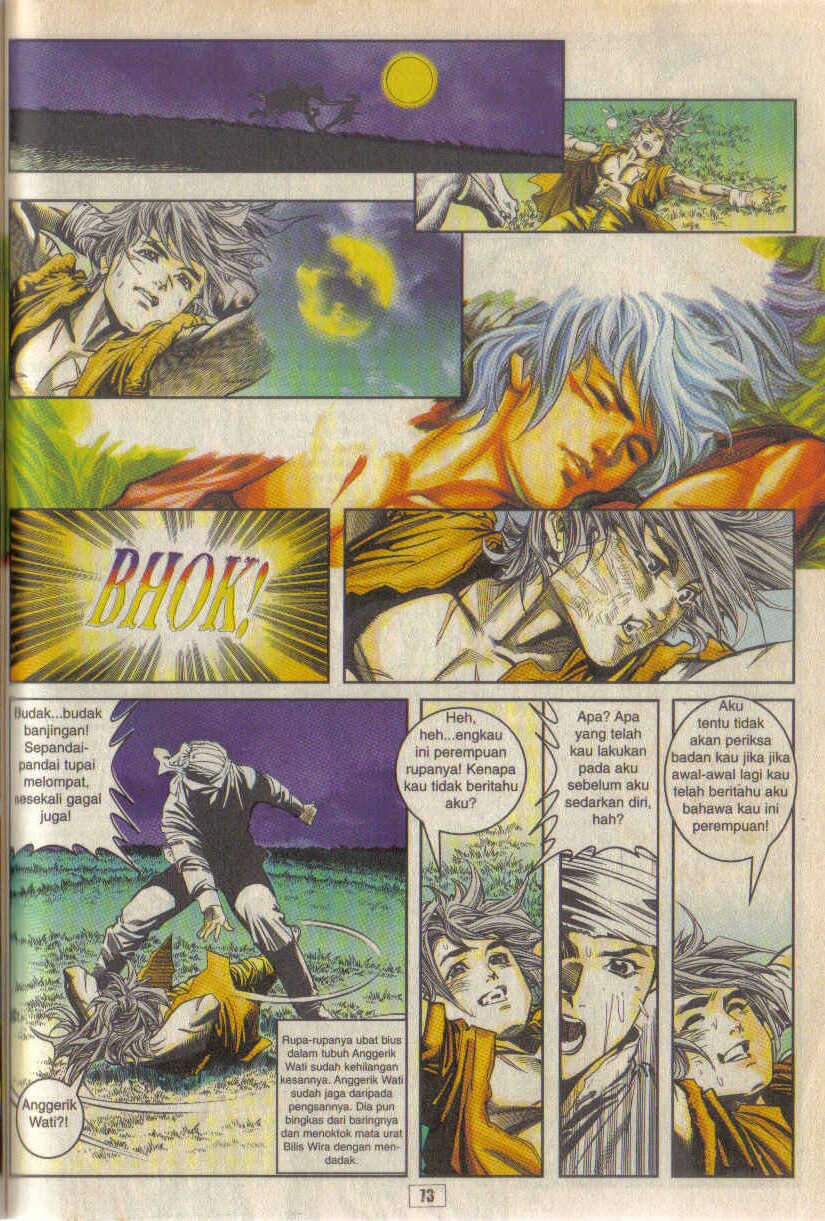 BHOK!
Budak...budak
banjingan!
Sepandai-
pandai tupai
melompat,
sesekali gagal
juga!
Anggerik
Wati?!
Rupa-rupanya ubat bius
dalam tubuh Anggerik
Wati sudah kehilangan
kesannya. Anggerik Wati
sudah jaga daripada
pengsannya. Dia pun
bingkas dari baringnya
dan menoktok mata urat
Bilis Wira dengan men-
dadak.
Heh,
heh...engkau
ini perempuan
rupanya! Kenapa
kau tidak beritahu
aku?
Apa? Apa
yang telah
kau lakukan
pada aku
sebelum aku
sedarkan diri,
hah?
Aku
tentu tidak
akan periksa
badan kau jika jika
awal-awal lagi kau
telah beritahu aku
bahawa kau ini
perempuan!
73